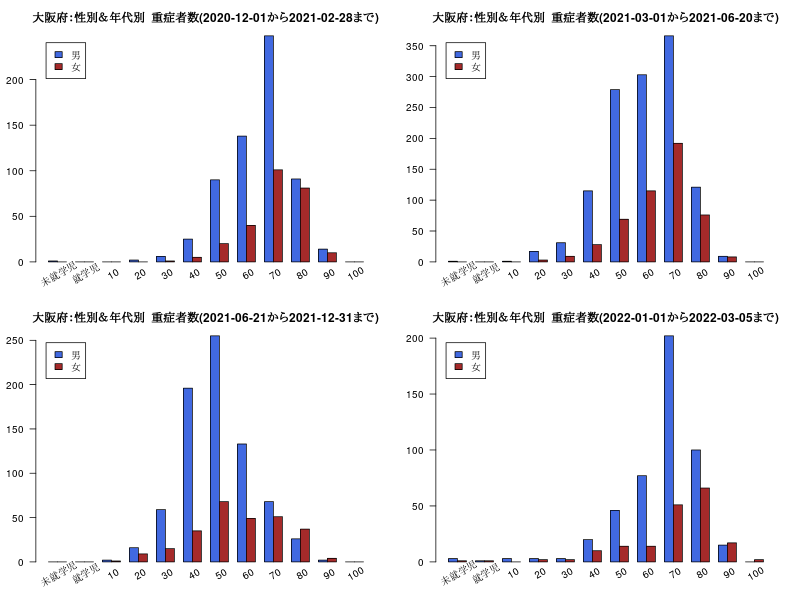 大阪府：性別＆年代別 重症者数(2020-12-01から2021-02-28まで)
男
女
200
150
100
50
0
未就学児 就学児 10 20 30 40 50 60 70 80 90 100
大阪府：性別＆年代別 重症者数(2021-03-01から2021-06-20まで)
男
女
350
300
250
200
150
100
50
0
未就学児 就学児 10 20 30 40 50 60 70 80 90 100
大阪府：性別＆年代別 重症者数(2021-06-21から2021-12-31まで)
男
女
250
200
150
100
50
0
未就学児 就学児 10 20 30 40 50 60 70 80 90 100
大阪府：性別＆年代別 重症者数(2022-01-01から2022-03-05まで)
男
女
200
150
100
50
0
未就学児 就学児 10 20 30 40 50 60 70 80 90 100